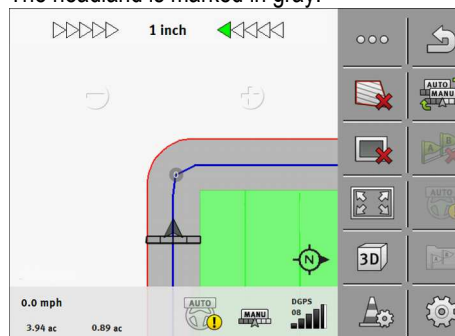 The headland is marked in gray.
1 inch
AUTO
MANU
A B
AUTO
N
3D
0.0 mph
3.94 ac 0.89 ac
AUTO
MANU
DGPS
08